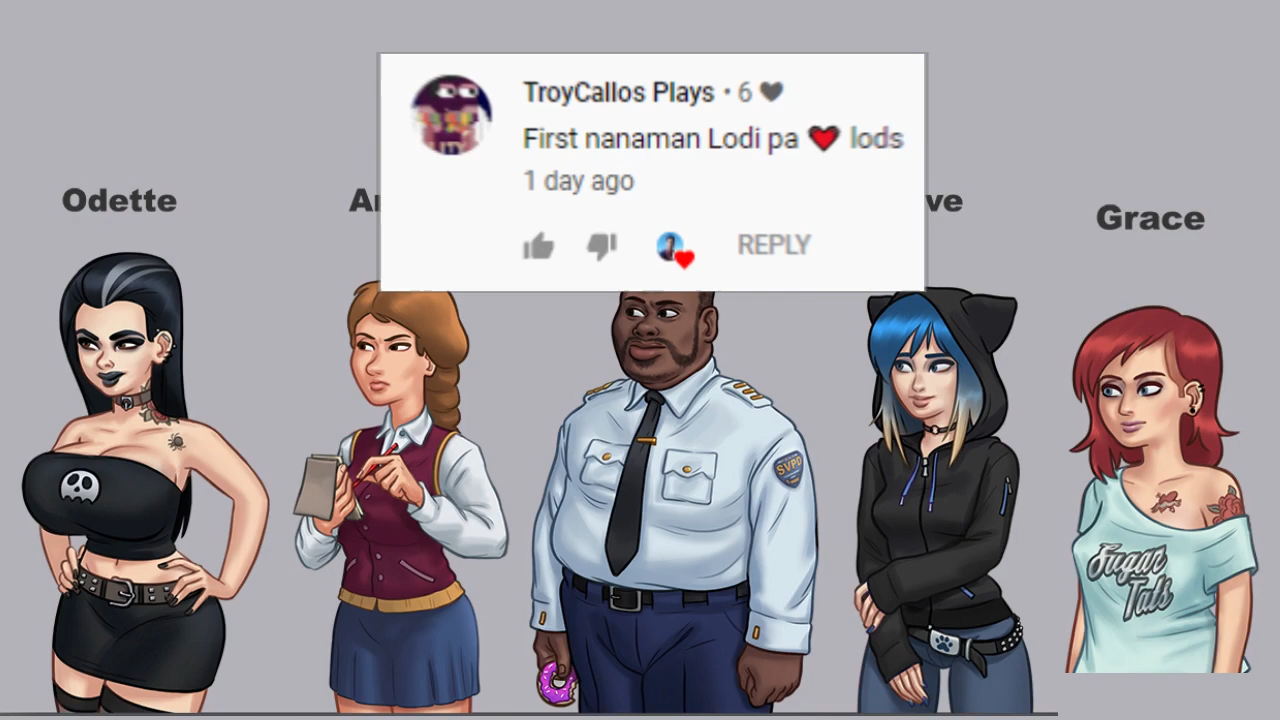 TroyCallos Plays • 6 🖤
First nanaman Lodi pa ❤️ lods
1 day ago
REPLY
Odette
Grace
SVPD
Sugar
Tats